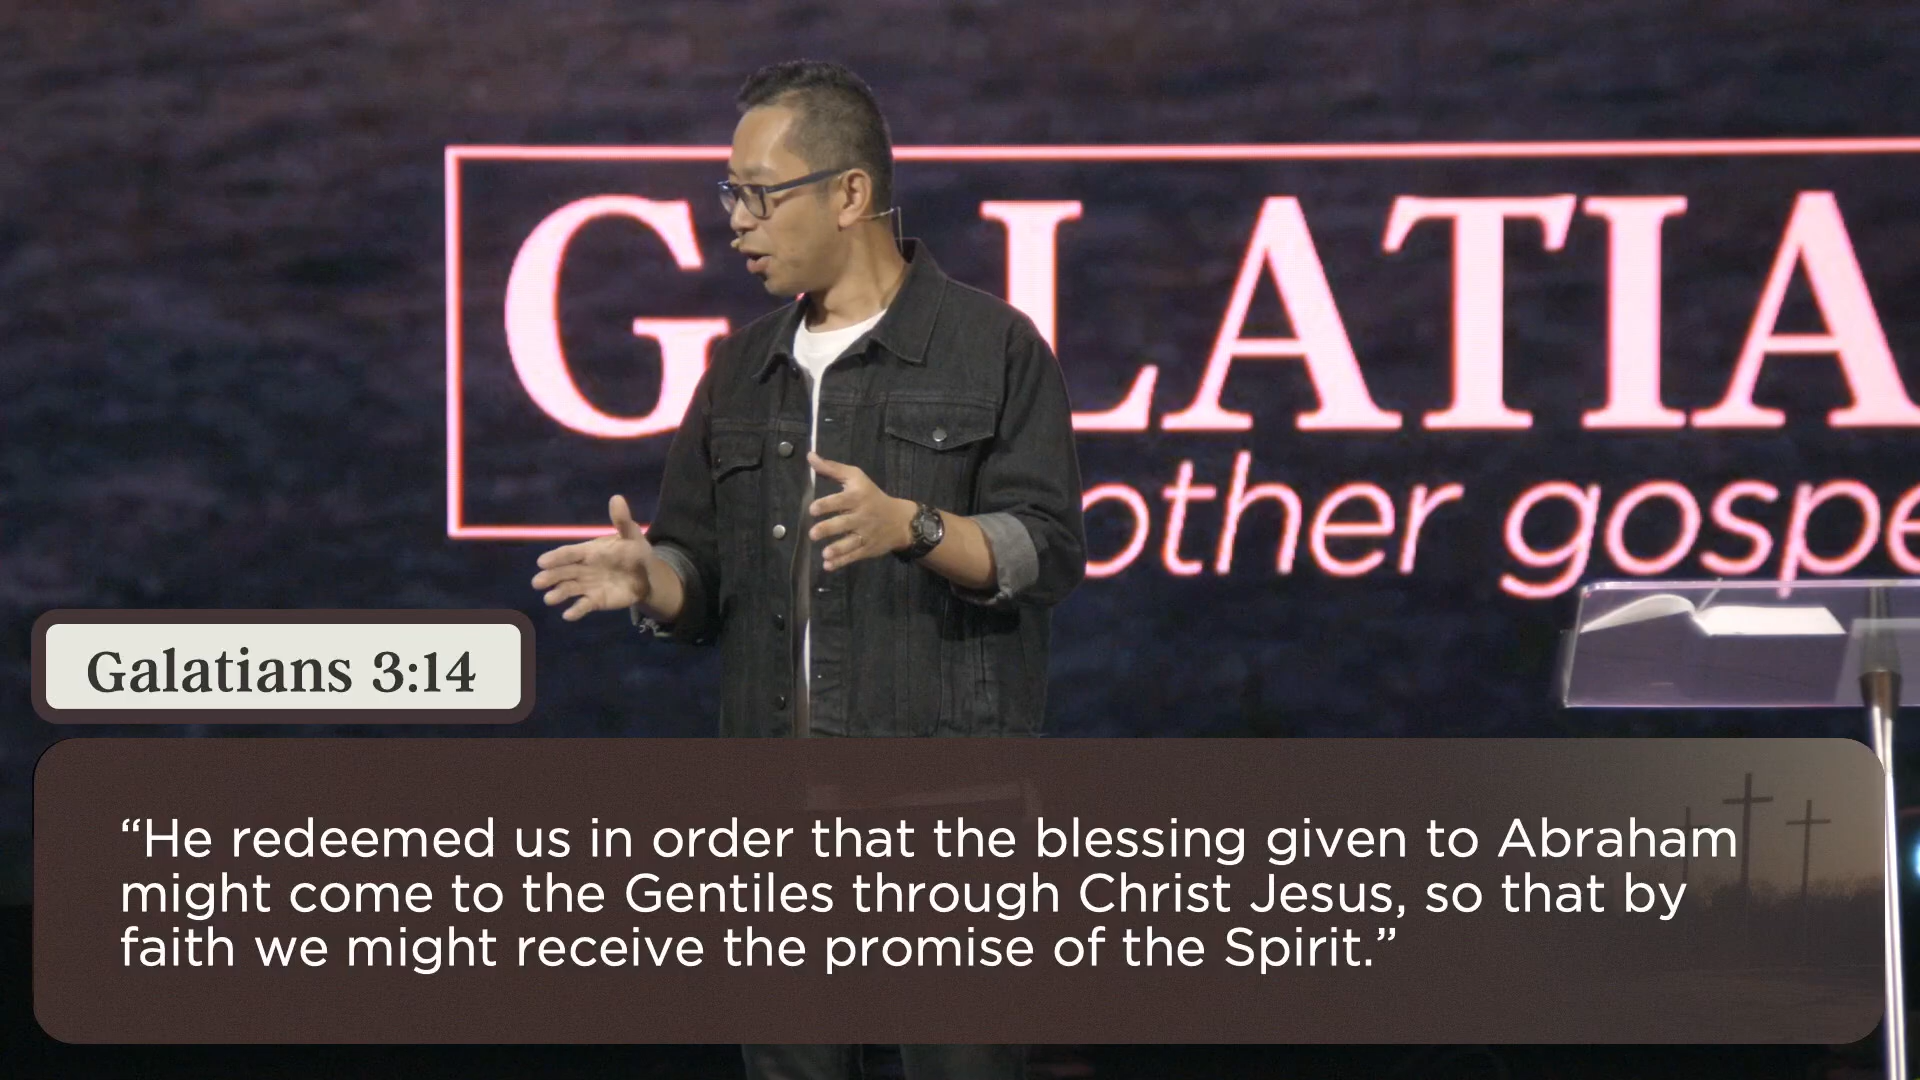 GALATIA
other gospe
Galatians 3:14
“He redeemed us in order that the blessing given to Abraham
might come to the Gentiles through Christ Jesus, so that by
faith we might receive the promise of the Spirit.”